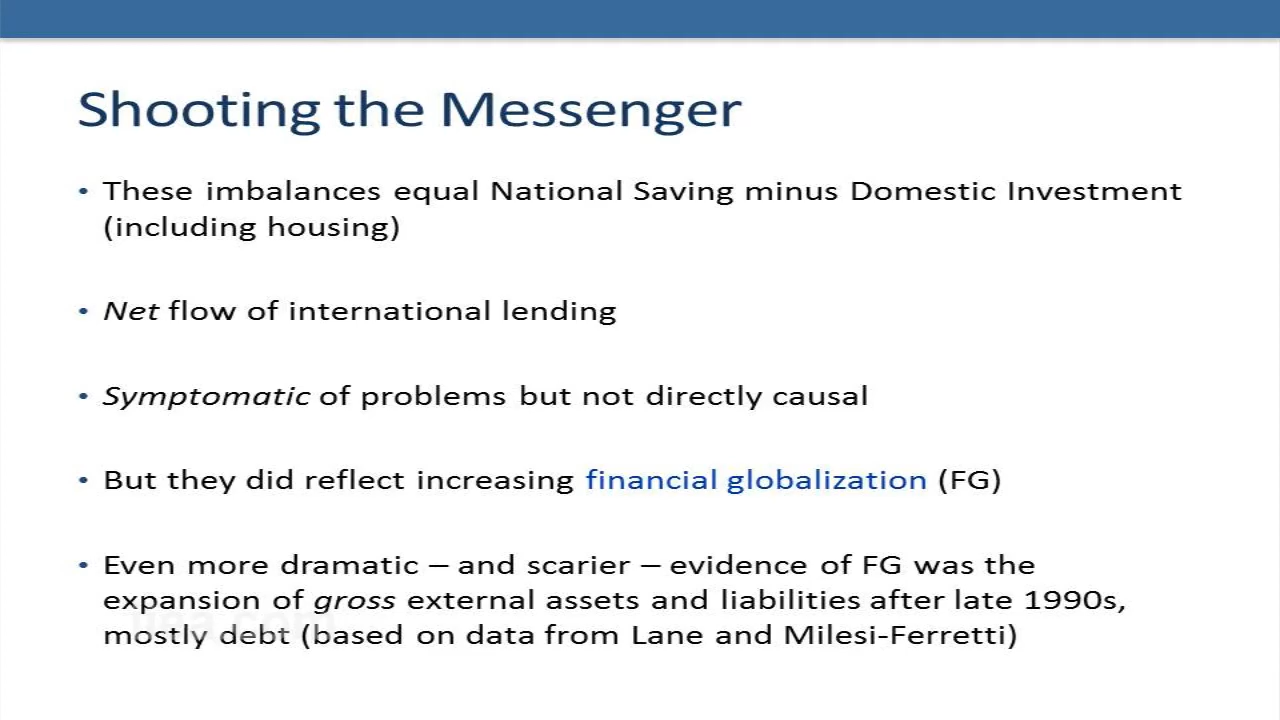 Shooting the Messenger
• These imbalances equal National Saving minus Domestic Investment
(including housing)
• Net flow of international lending
• Symptomatic of problems but not directly causal
• But they did reflect increasing financial globalization (FG)
• Even more dramatic – and scarier – evidence of FG was the
expansion of gross external assets and liabilities after late 1990s,
mostly debt (based on data from Lane and Milesi-Ferretti)